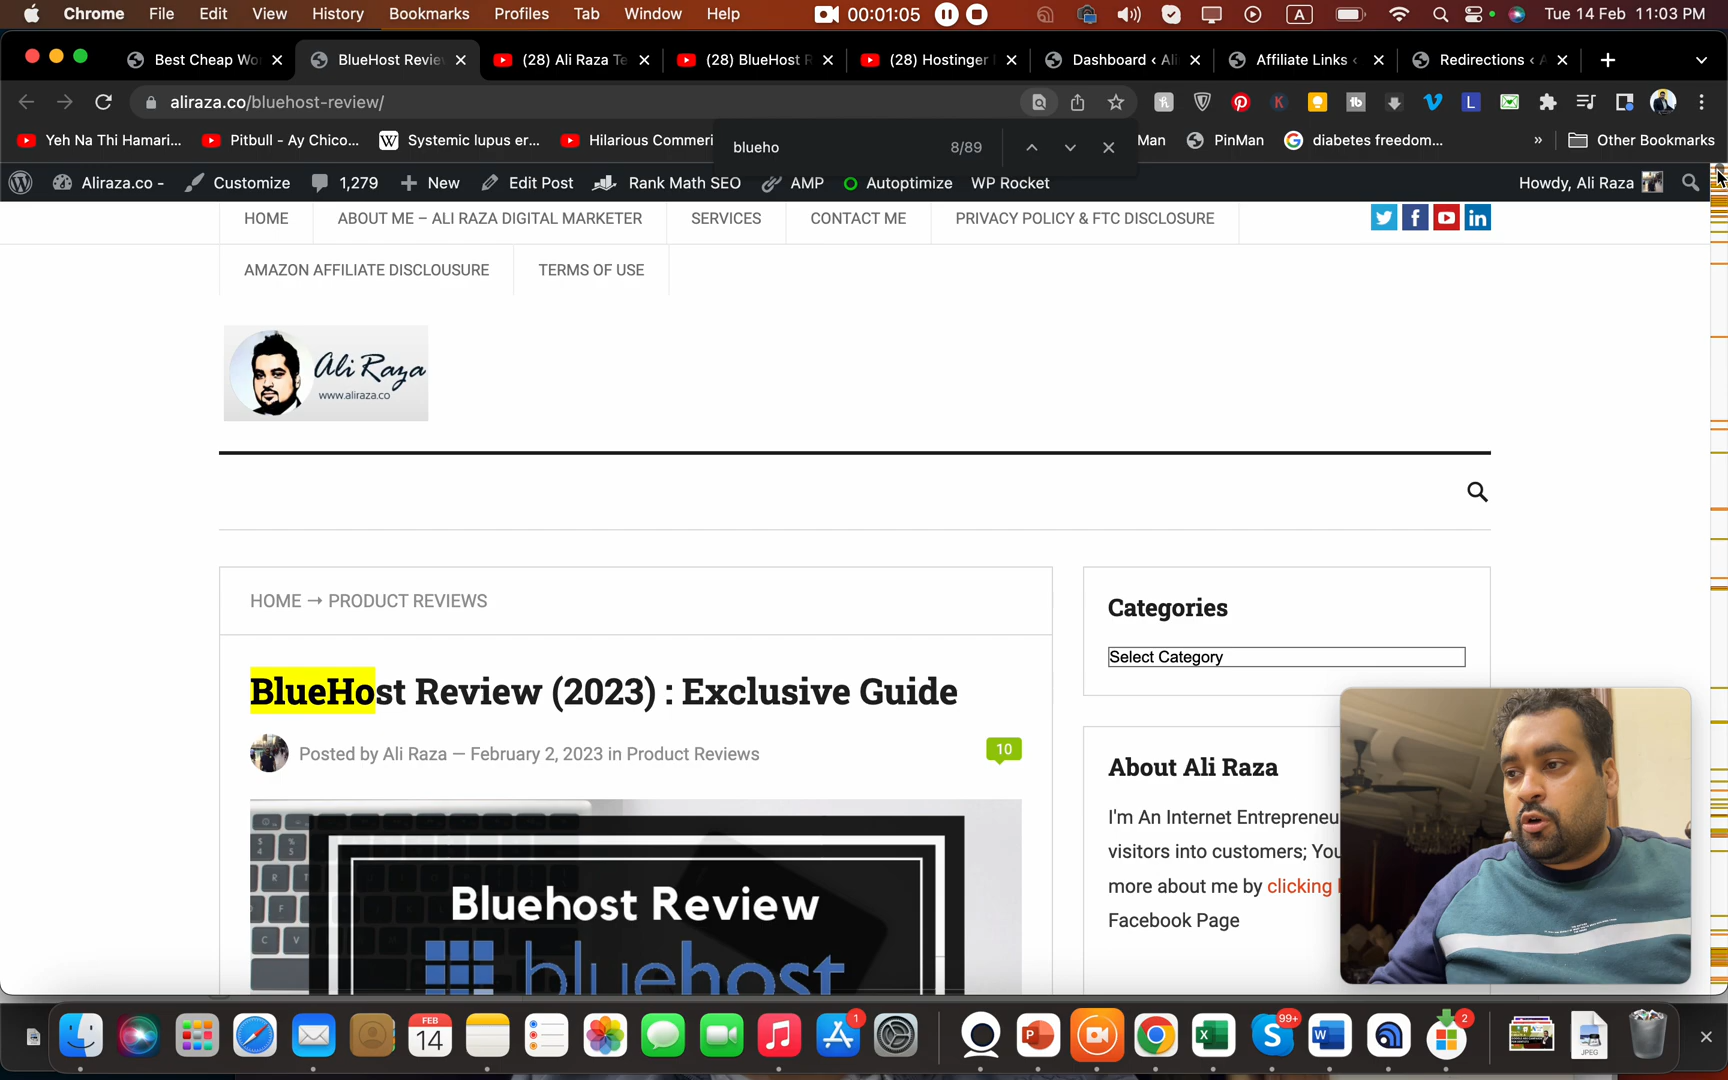 Chrome File Edit View History Bookmarks Profiles Tab Window Help 00:01:05 A Tue 14 Feb 11:03 PM
Best Cheap Wo BlueHost Revie (28) Ali Raza Te (28) BlueHost R (28) Hostinger Dashboard < Ali Affiliate Links < Redirections < A
aliraza.co/bluehost-review/
Yeh Na Thi Hamari... Pitbull - Ay Chico... W Systemic lupus er... Hilarious Commeri Man PinMan diabetes freedom... » Other Bookmarks
blueho 8/89
Aliraza.co - Customize 1,279 New Edit Post Rank Math SEO AMP Autoptimize WP Rocket Howdy, Ali Raza
HOME ABOUT ME – ALI RAZA DIGITAL MARKETER SERVICES CONTACT ME PRIVACY POLICY & FTC DISCLOSURE
AMAZON AFFILIATE DISCLOUSURE TERMS OF USE
Ali Raza
www.aliraza.co
HOME → PRODUCT REVIEWS
BlueHost Review (2023) : Exclusive Guide
Posted by Ali Raza — February 2, 2023 in Product Reviews
10
Bluehost Review
bluehost
Categories
Select Category
About Ali Raza
I'm An Internet Entrepreneu
visitors into customers; You
more about me by clicking
Facebook Page
FEB
14
1
99+
2
JPEG